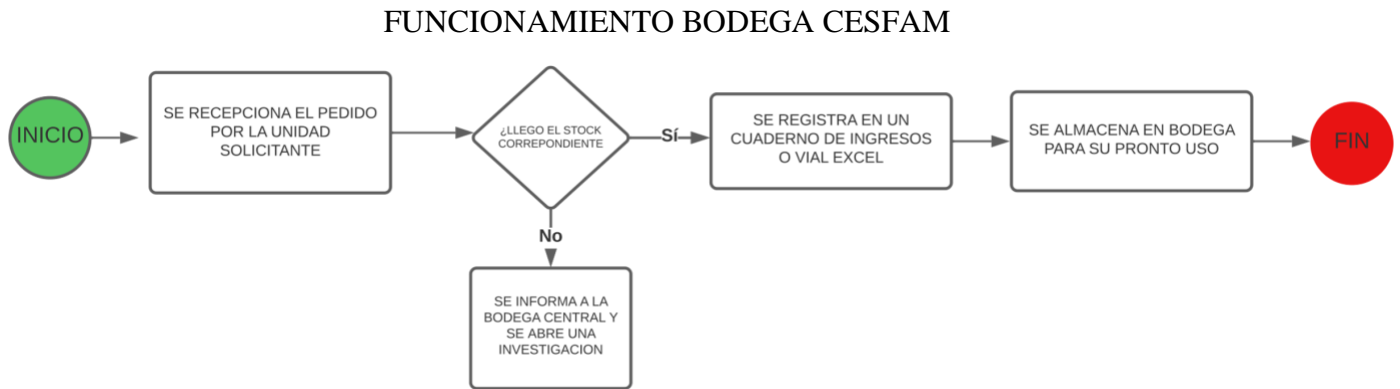 FUNCIONAMIENTO BODEGA CESFAM
INICIO
SE RECEPCIONA EL PEDIDO
POR LA UNIDAD
SOLICITANTE
¿LLEGO EL STOCK
CORREPONDIENTE
Sí
SE REGISTRA EN UN
CUADERNO DE INGRESOS
O VIAL EXCEL
SE ALMACENA EN BODEGA
PARA SU PRONTO USO
FIN
No
SE INFORMA A LA
BODEGA CENTRAL Y
SE ABRE UNA
INVESTIGACION